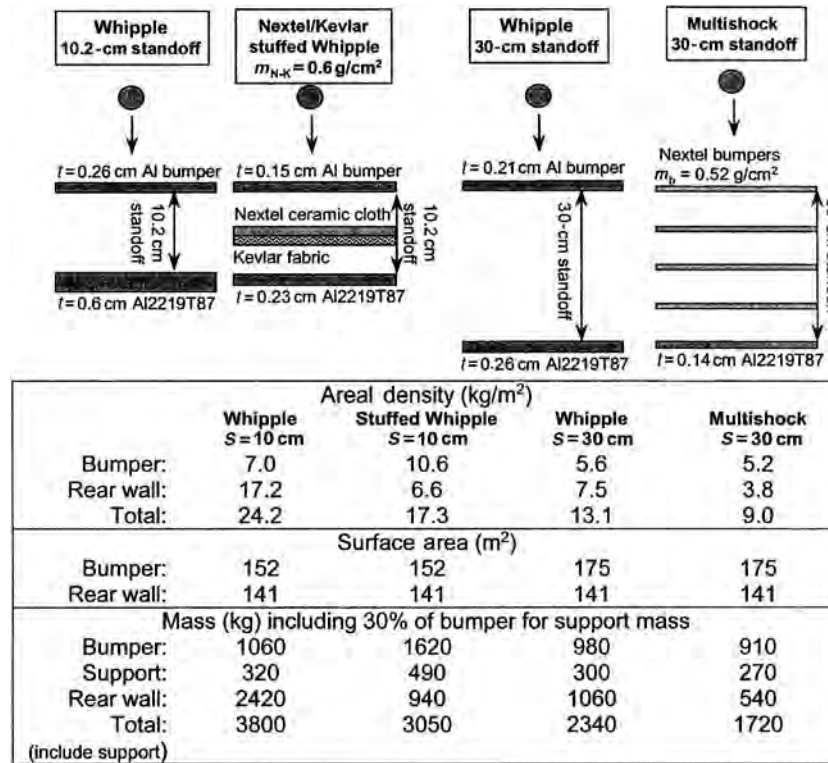 Whipple
10.2-cm standoff
Nextel/Kevlar
stuffed Whipple
m_N-K = 0.6 g/cm²
Whipple
30-cm standoff
Multishock
30-cm standoff
t = 0.26 cm Al bumper
10.2 cm
standoff
t = 0.6 cm Al2219T87
t = 0.15 cm Al bumper
Nextel ceramic cloth
Kevlar fabric
10.2 cm
standoff
t = 0.23 cm Al2219T87
t = 0.21 cm Al bumper
30-cm standoff
t = 0.26 cm Al2219T87
Nextel bumpers
m_b = 0.52 g/cm²
t = 0.14 cm Al2219T87
Areal density (kg/m²)
Whipple Stuffed Whipple Whipple Multishock
S = 10 cm S = 10 cm S = 30 cm S = 30 cm
Bumper: 7.0 10.6 5.6 5.2
Rear wall: 17.2 6.6 7.5 3.8
Total: 24.2 17.3 13.1 9.0
Surface area (m²)
Bumper: 152 152 175 175
Rear wall: 141 141 141 141
Mass (kg) including 30% of bumper for support mass
Bumper: 1060 1620 980 910
Support: 320 490 300 270
Rear wall: 2420 940 1060 540
Total: 3800 3050 2340 1720
(include support)